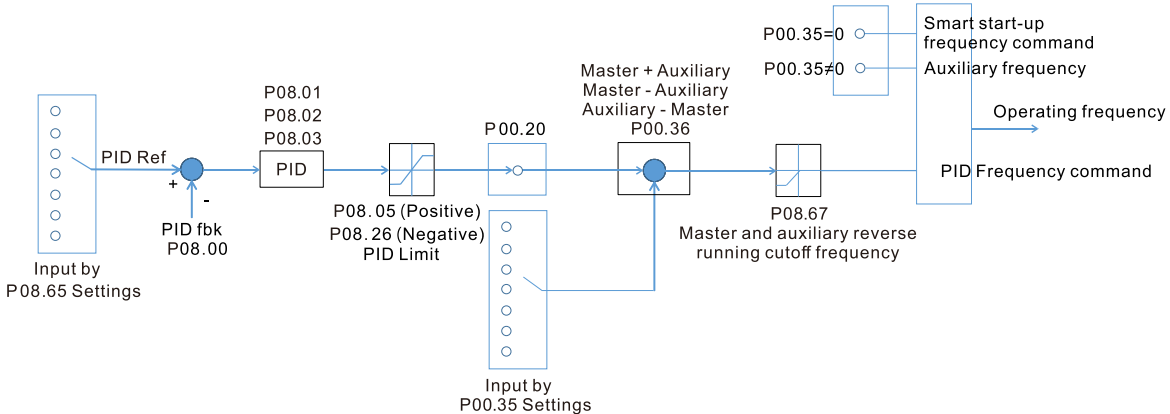 P00.35=0
Smart start-up
frequency command
P00.35≠0
Auxiliary frequency
Operating frequency
PID Frequency command
Master + Auxiliary
Master - Auxiliary
Auxiliary - Master
P00.36
P08.01
P08.02
P08.03
PID
P00.20
PID Ref
+
-
PID fbk
P08.00
P08.05 (Positive)
P08.26 (Negative)
PID Limit
P08.67
Master and auxiliary reverse
running cutoff frequency
Input by
P08.65 Settings
Input by
P00.35 Settings